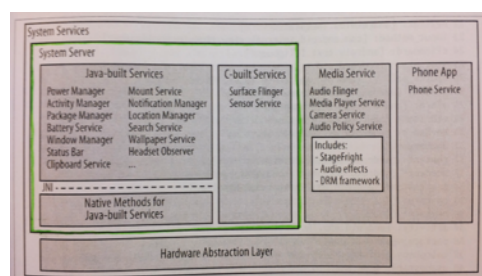 System Services
System Server
Java-built Services
Power Manager
Activity Manager
Package Manager
Battery Service
Window Manager
Status Bar
Clipboard Service
Mount Service
Notification Manager
Location Manager
Search Service
Wallpaper Service
Headset Observer
...
JNI
Native Methods for
Java-built Services
C-built Services
Surface Flinger
Sensor Service
Media Service
Audio Flinger
Media Player Service
Camera Service
Audio Policy Service
Includes:
- StageFright
- Audio effects
- DRM framework
Phone App
Phone Service
Hardware Abstraction Layer